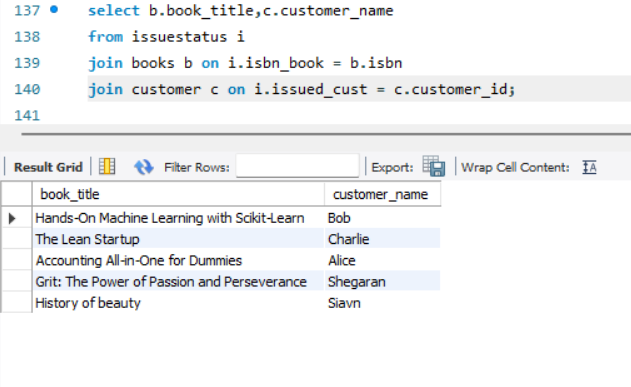 137 select b.book_title,c.customer_name
138 from issuestatus i
139 join books b on i.isbn_book = b.isbn
140 join customer c on i.issued_cust = c.customer_id;
141
Result Grid Filter Rows: Export: Wrap Cell Content: IA
book_title customer_name
Hands-On Machine Learning with Scikit-Learn Bob
The Lean Startup Charlie
Accounting All-in-One for Dummies Alice
Grit: The Power of Passion and Perseverance Shegaran
History of beauty Siavn